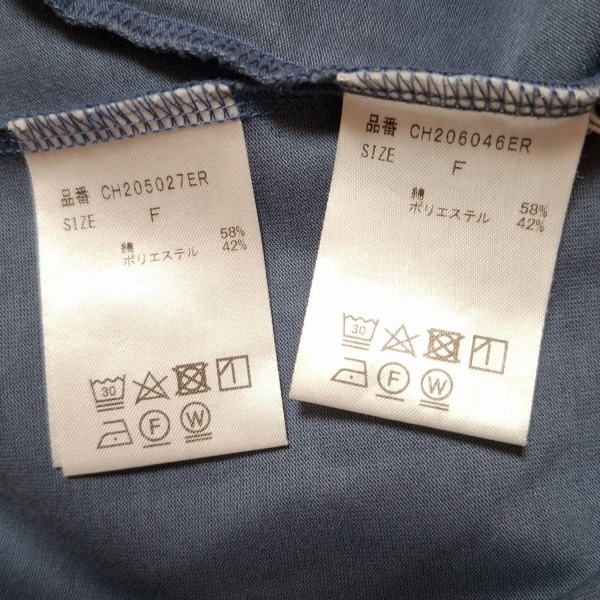 品番 CH205027ER
SIZE F
綿 58%
ポリエステル 42%
30
F W
品番 CH206046ER
SIZE F
綿 58%
ポリエステル 42%
30
F W